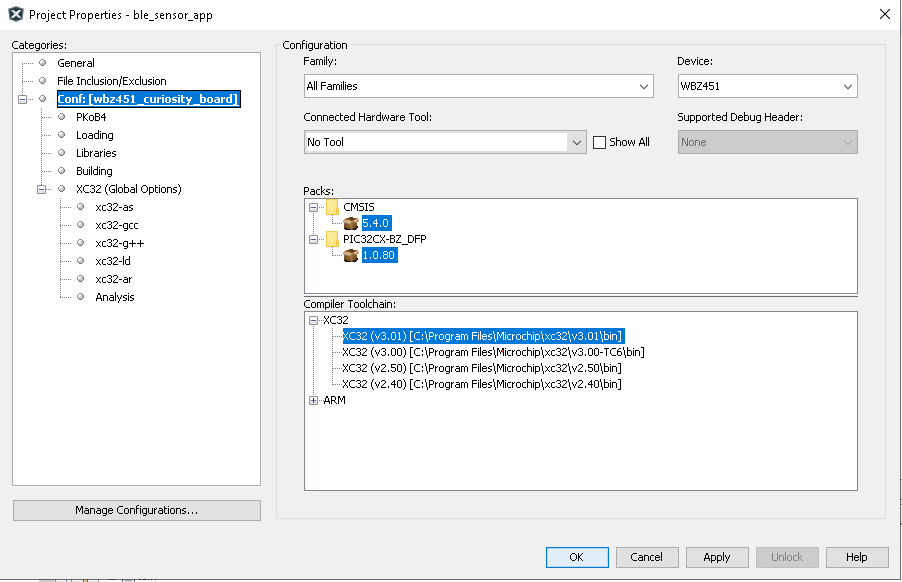 Project Properties - ble_sensor_app
Categories:
General
File Inclusion/Exclusion
Conf: [wbz451_curiosity_board]
PKoB4
Loading
Libraries
Building
XC32 (Global Options)
xc32-as
xc32-gcc
xc32-g++
xc32-ld
xc32-ar
Analysis
Manage Configurations...
Configuration
Family:
Device:
All Families
WBZ451
Connected Hardware Tool:
Supported Debug Header:
No Tool
Show All
None
Packs:
CMSIS
5.4.0
PIC32CX-BZ_DFP
1.0.80
Compiler Toolchain:
XC32
XC32 (v3.01) [C:\Program Files\Microchip\xc32\v3.01\bin]
XC32 (v3.00) [C:\Program Files\Microchip\xc32\v3.00-TC6\bin]
XC32 (v2.50) [C:\Program Files\Microchip\xc32\v2.50\bin]
XC32 (v2.40) [C:\Program Files\Microchip\xc32\v2.40\bin]
ARM
OK
Cancel
Apply
Unlock
Help